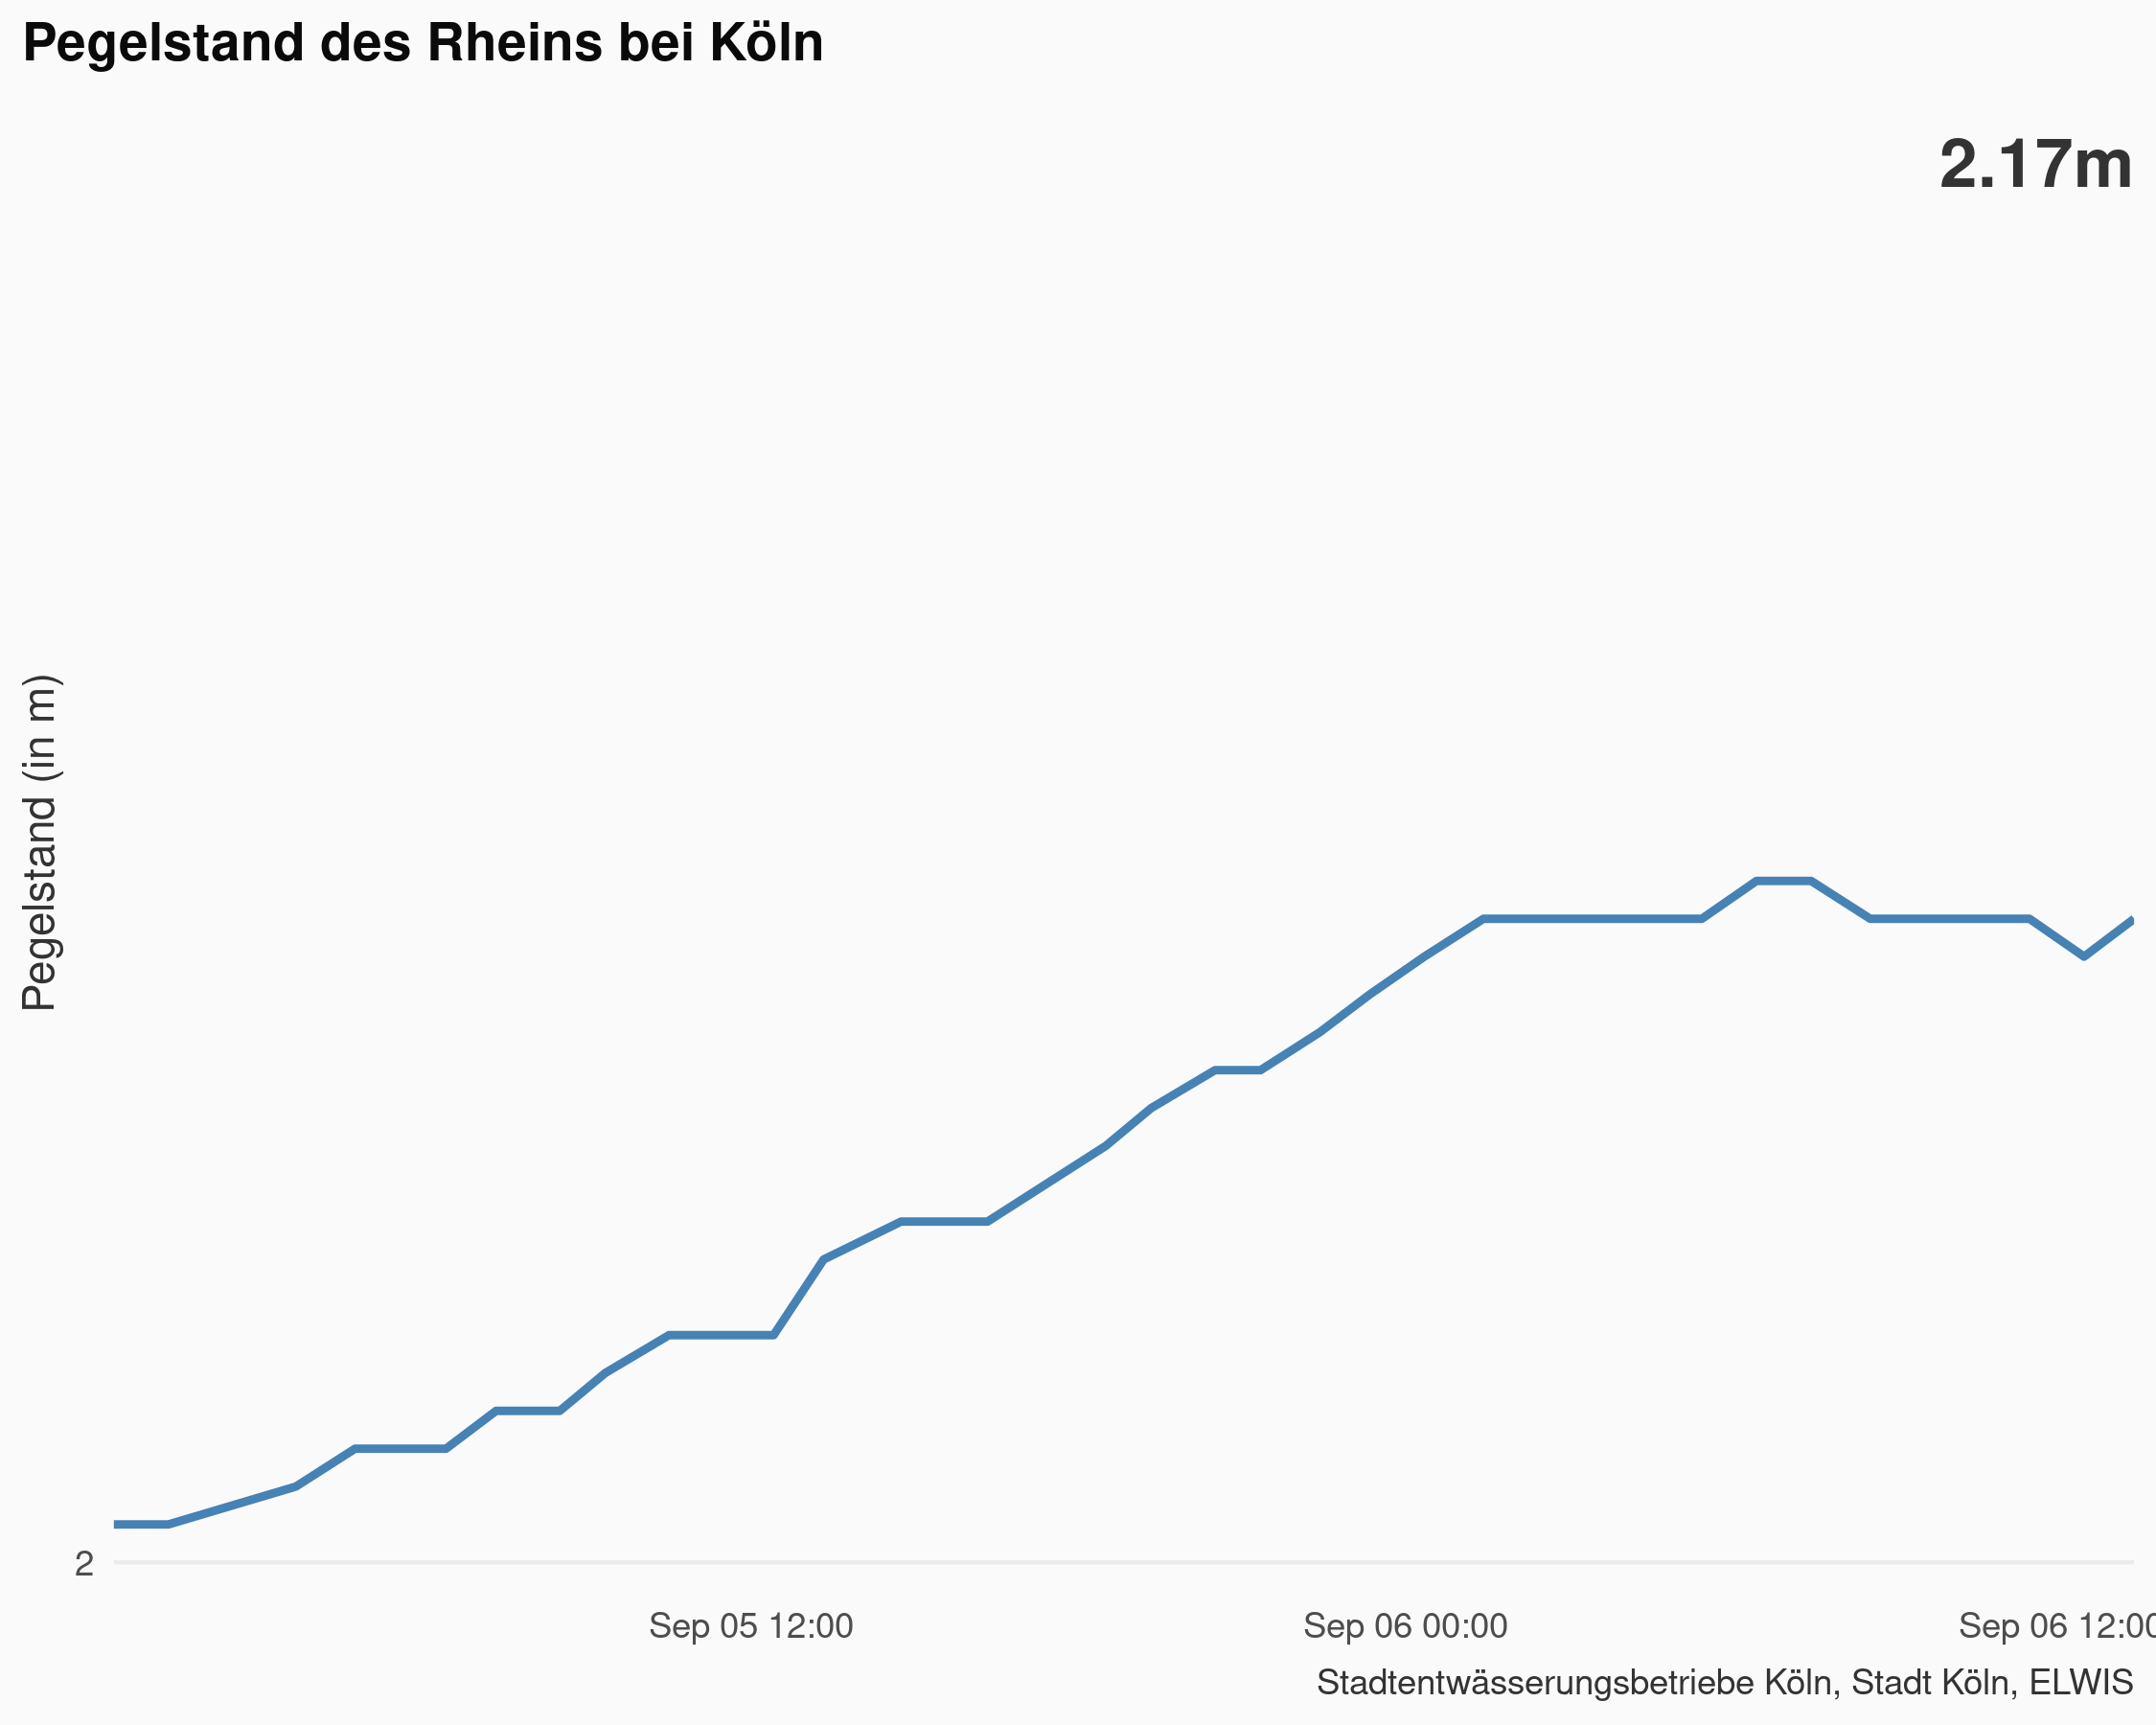 Pegelstand des Rheins bei Köln
2.17m
Pegelstand (in m)
2
Sep 05 12:00
Sep 06 00:00
Sep 06 12:00
Stadtentwässerungsbetriebe Köln, Stadt Köln, ELWIS